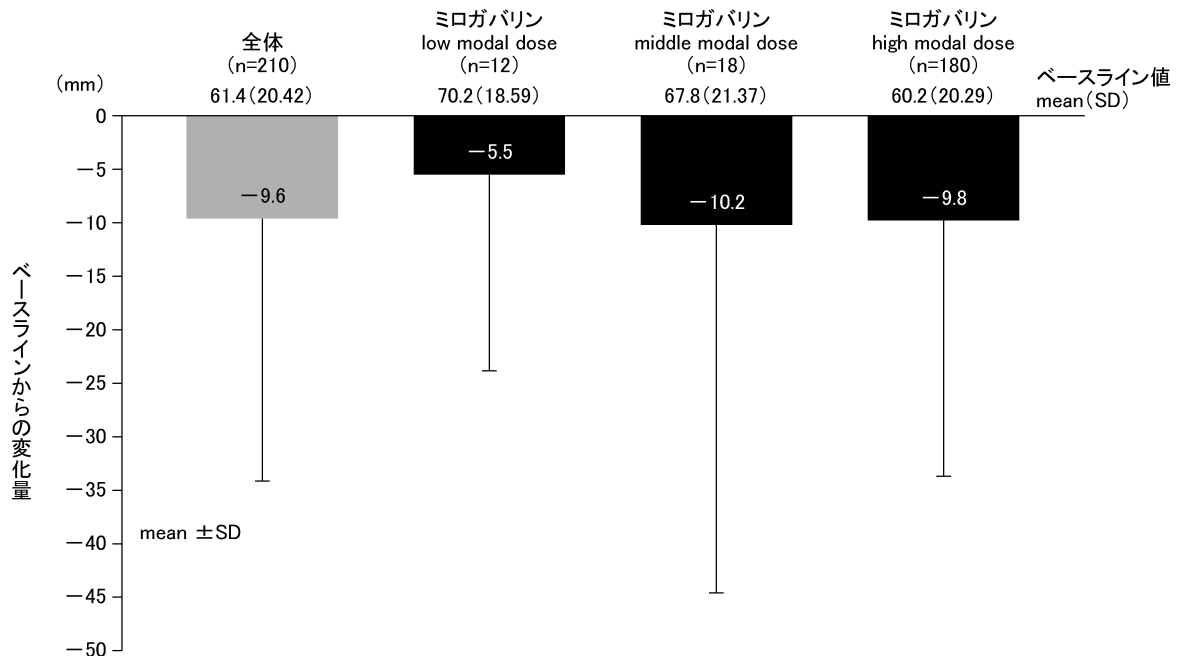 全体
(n=210)
61.4(20.42)
ミロガバリン
low modal dose
(n=12)
70.2(18.59)
ミロガバリン
middle modal dose
(n=18)
67.8(21.37)
ミロガバリン
high modal dose
(n=180)
60.2(20.29)
ベースライン値
mean(SD)
(mm)
0
−5
−10
−15
−20
−25
−30
−35
−40
−45
−50
ベースラインからの変化量
−9.6
−5.5
−10.2
−9.8
mean ±SD